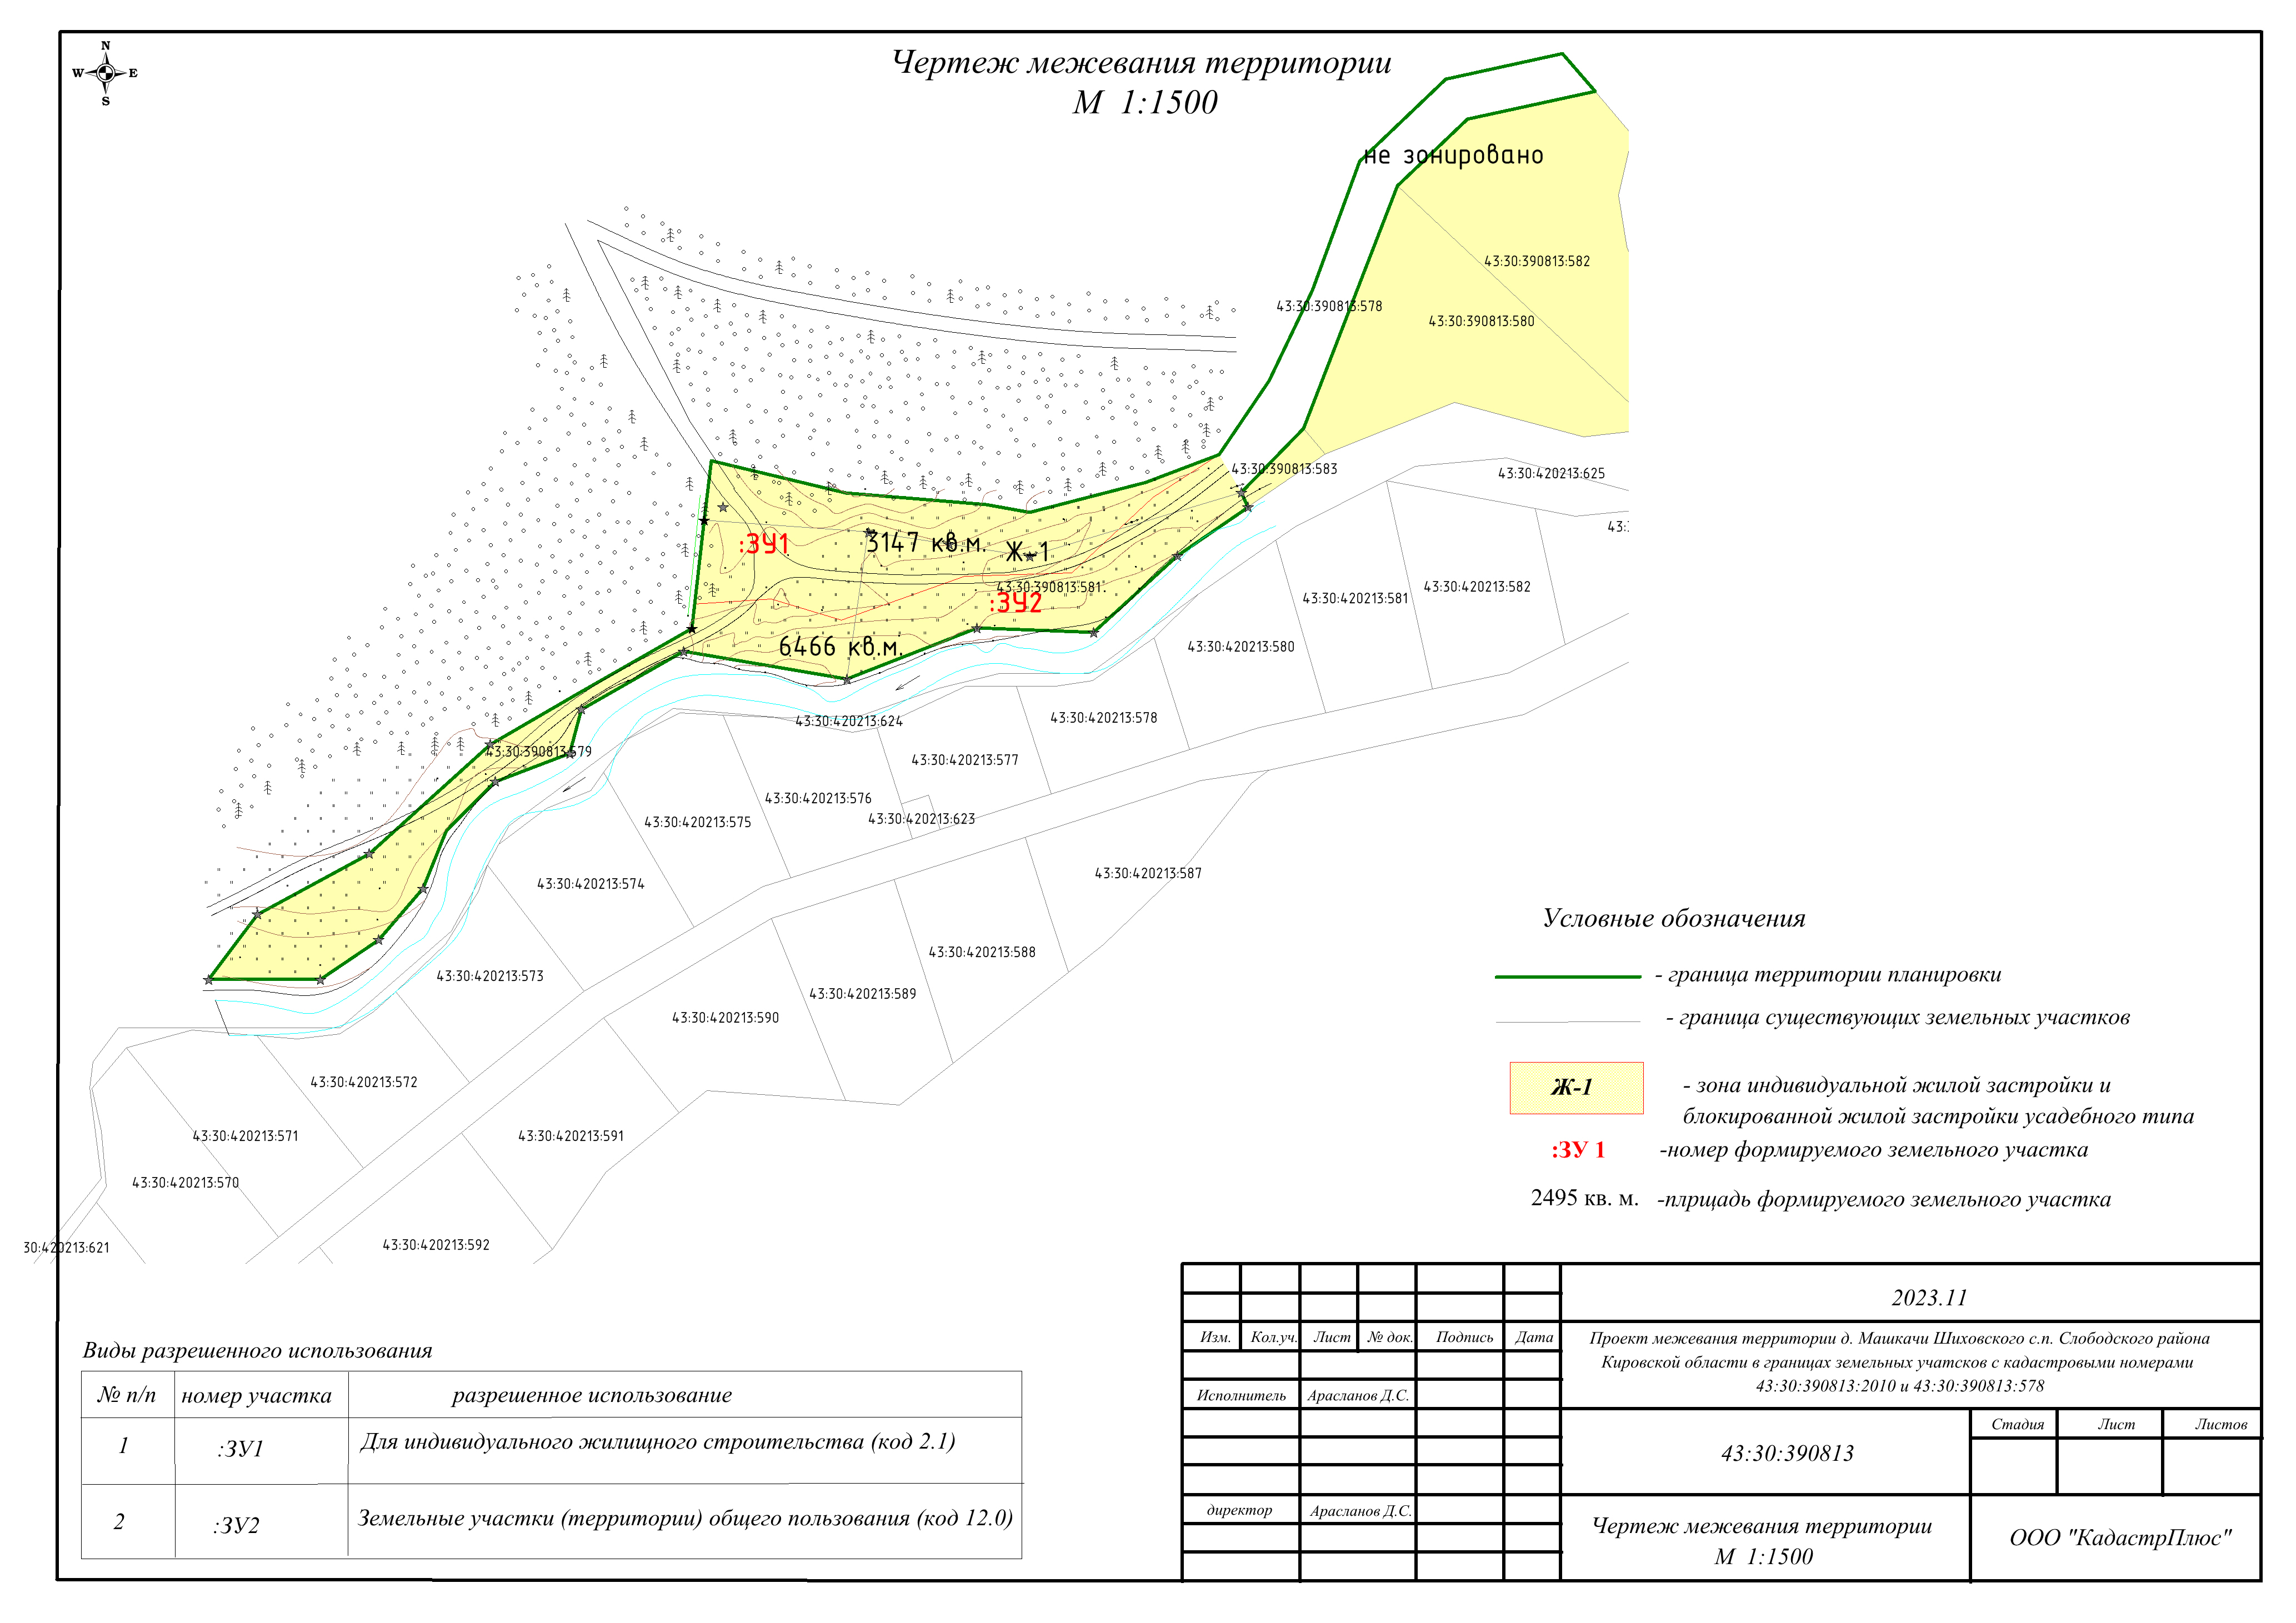 N
W E
S
Чертеж межевания территории
М 1:1500
не зонировано
43:30:390813:582
43:30:390813:578
43:30:390813:580
43:30:390813:583
43:30:420213:625
:ЗУ1
3147 кв.м.
Ж-1
43:30:390813:581
:ЗУ2
43:30:420213:581
43:30:420213:582
6466 кв.м.
43:30:420213:580
43:30:420213:624
43:30:420213:578
43:30:390813:579
43:30:420213:577
43:30:420213:576
43:30:420213:575
43:30:420213:623
43:30:420213:587
43:30:420213:574
43:30:420213:588
43:30:420213:573
43:30:420213:589
43:30:420213:590
43:30:420213:572
43:30:420213:571
43:30:420213:591
43:30:420213:570
30:420213:621
43:30:420213:592
Условные обозначения
- граница территории планировки
- граница существующих земельных участков
Ж-1
- зона индивидуальной жилой застройки и
блокированной жилой застройки усадебного типа
:ЗУ 1 -номер формируемого земельного участка
2495 кв. м. -плрщадь формируемого земельного участка
Виды разрешенного использования
№ п/п номер участка разрешенное использование
1 :ЗУ1 Для индивидуального жилищного строительства (код 2.1)
2 :ЗУ2 Земельные участки (территории) общего пользования (код 12.0)
2023.11
Изм. Кол.уч. Лист № док. Подпись Дата
Проект межевания территории д. Машкачи Шиховского с.п. Слободского района
Кировской области в границах земельных учатсков с кадастровыми номерами
43:30:390813:2010 и 43:30:390813:578
Исполнитель Арасланов Д.С.
43:30:390813
Стадия Лист Листов
директор Арасланов Д.С.
Чертеж межевания территории
М 1:1500
ООО "КадастрПлюс"